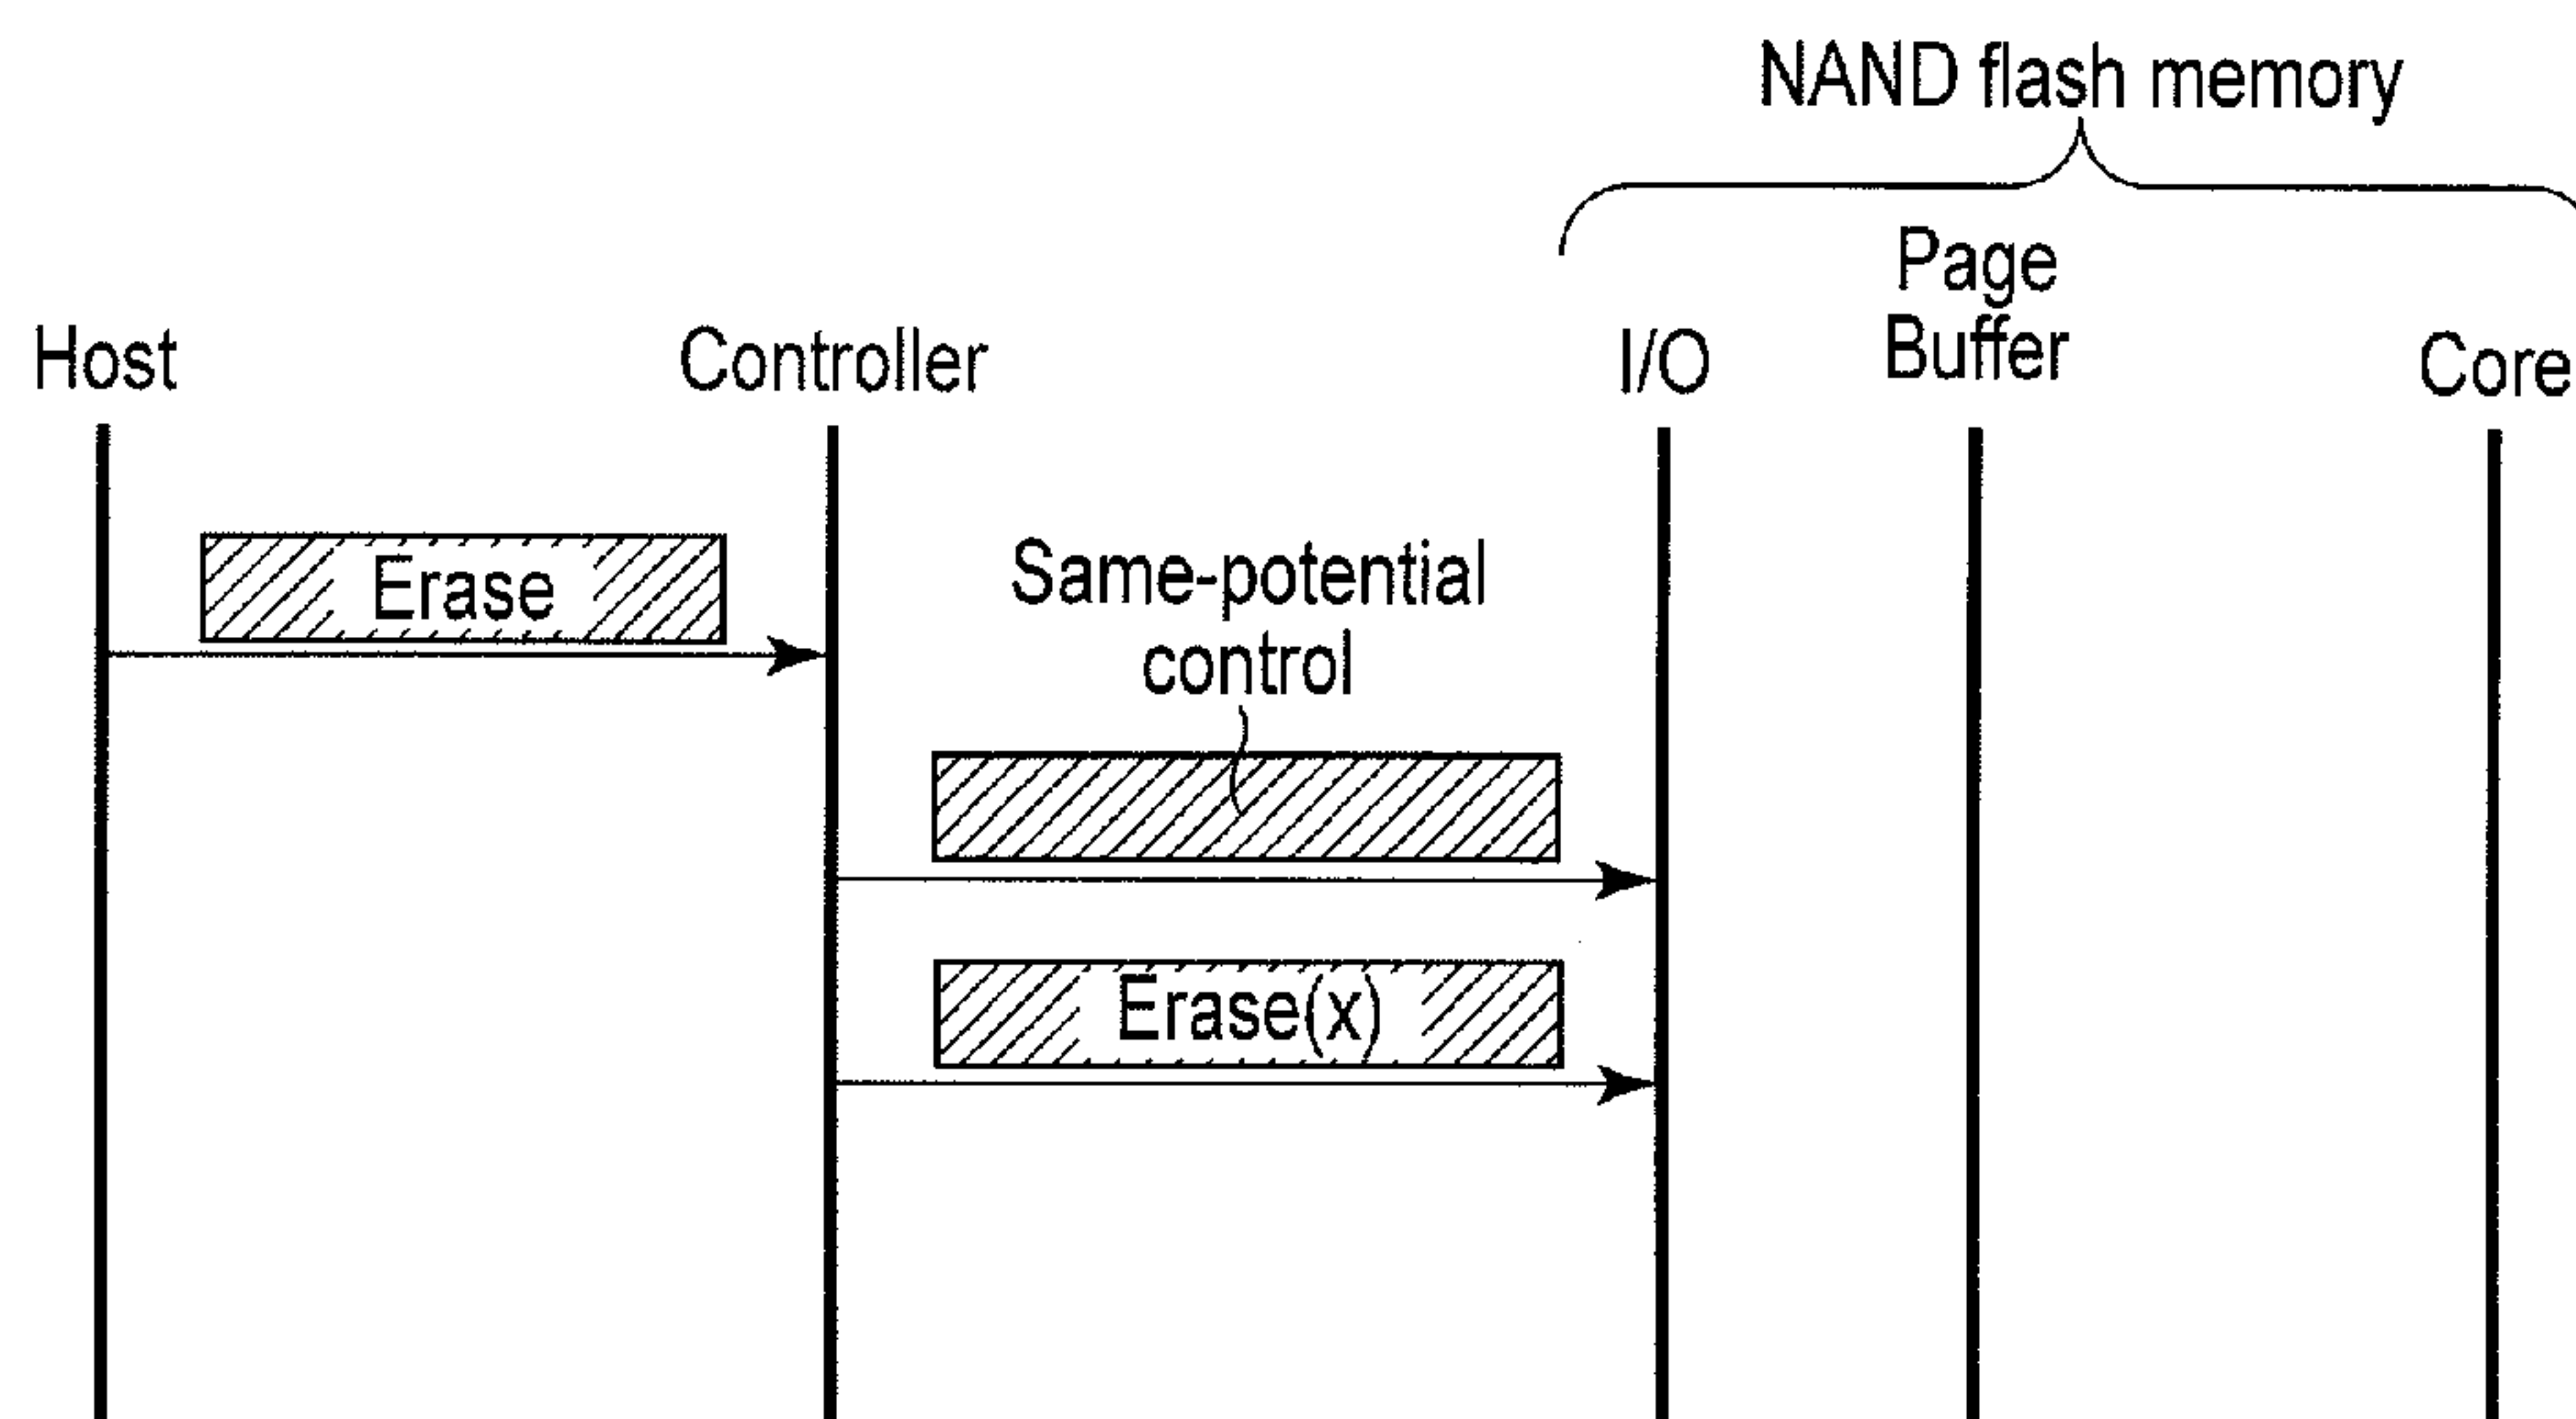 NAND flash memory
Page
Buffer
Host
Controller
I/O
Core
Erase
Same-potential
control
Erase(x)